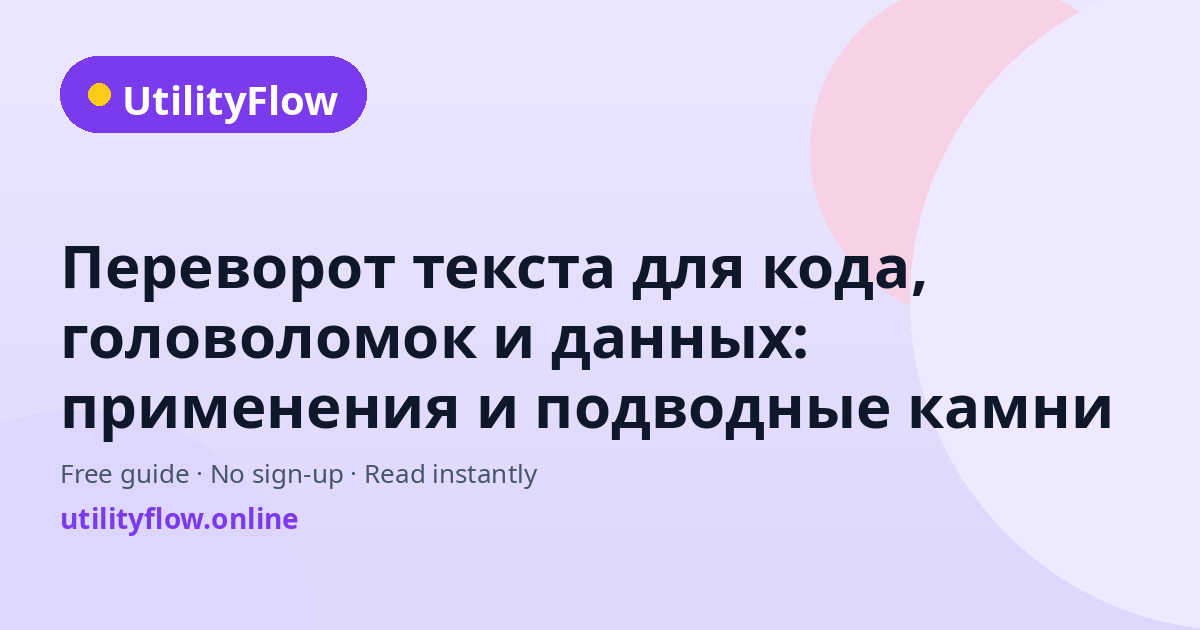 UtilityFlow
Переворот текста для кода,
головоломок и данных:
применения и подводные камни
Free guide · No sign-up · Read instantly
utilityflow.online